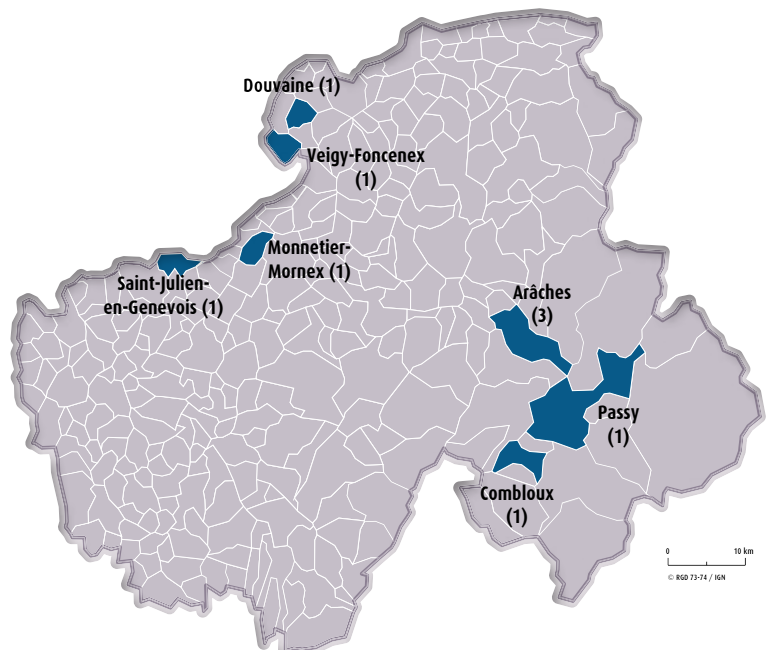 Douvaine (1)
Veigy-Foncenex
(1)
Monnetier-
Mornex (1)
Saint-Julien-
en-Genevois (1)
Arâches
(3)
Passy
(1)
Combloux
(1)
0 10 km
© RGD 73-74 / IGN